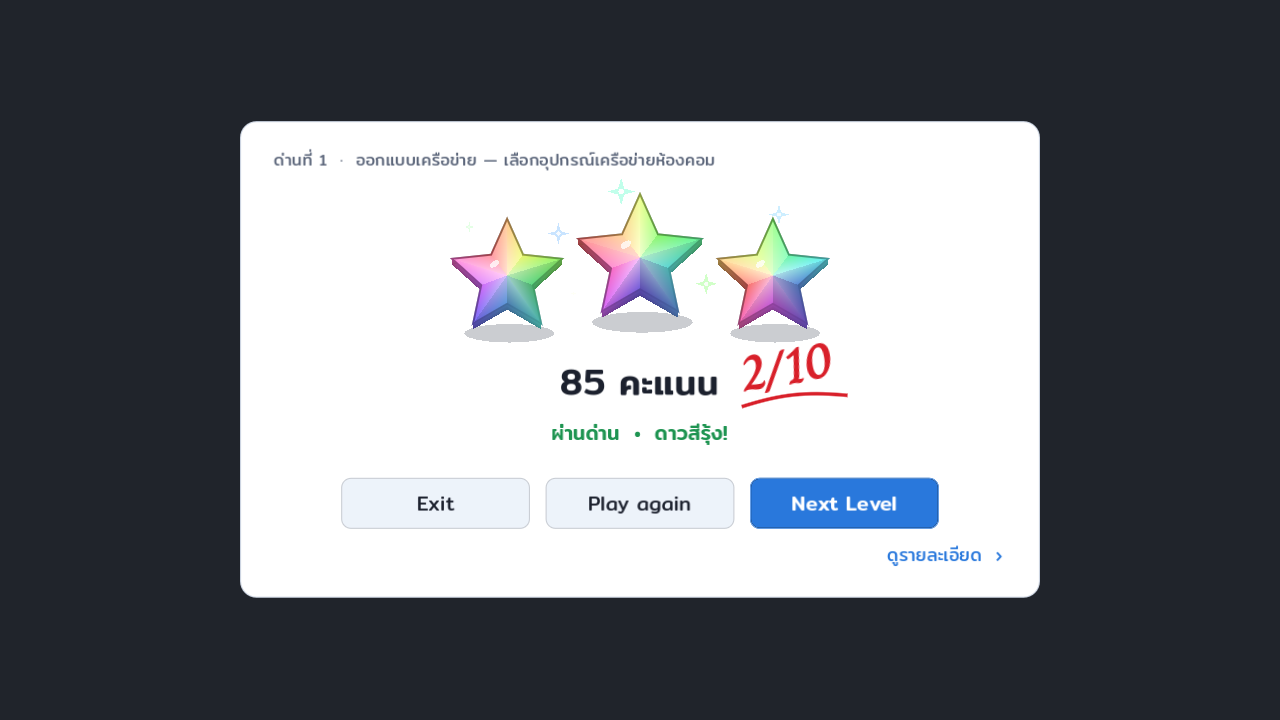 ด่านที่ 1 · ออกแบบเครือข่าย — เลือกอุปกรณ์เครือข่ายห้องคอม
85 คะแนน 2/10
ผ่านด่าน • ดาวสีรุ้ง!
Exit Play again Next Level
ดูรายละเอียด ›